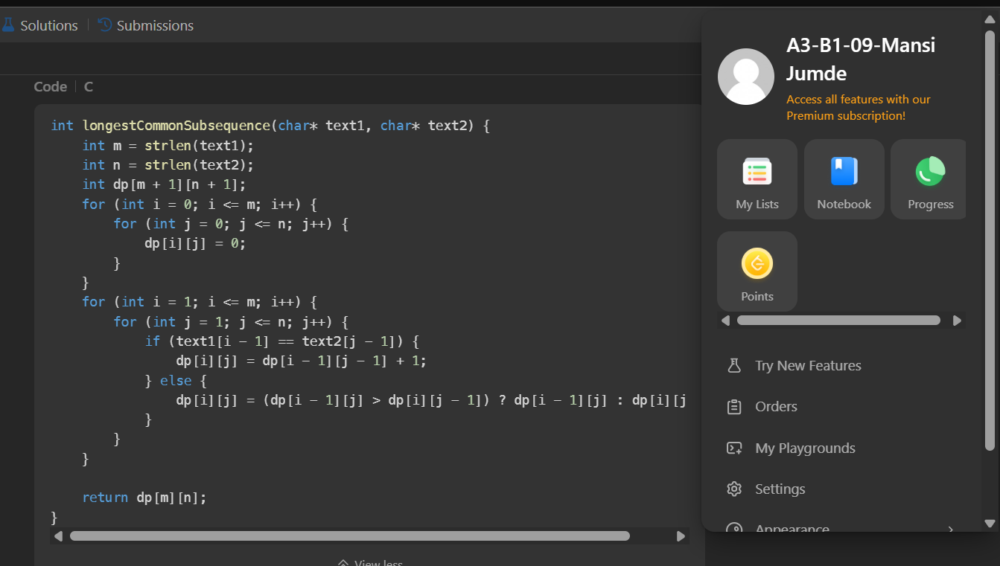 Solutions
Submissions
Code
C
int longestCommonSubsequence(char* text1, char* text2) {
    int m = strlen(text1);
    int n = strlen(text2);
    int dp[m + 1][n + 1];
    for (int i = 0; i <= m; i++) {
        for (int j = 0; j <= n; j++) {
            dp[i][j] = 0;
        }
    }
    for (int i = 1; i <= m; i++) {
        for (int j = 1; j <= n; j++) {
            if (text1[i - 1] == text2[j - 1]) {
                dp[i][j] = dp[i - 1][j - 1] + 1;
            } else {
                dp[i][j] = (dp[i - 1][j] > dp[i][j - 1]) ? dp[i - 1][j] : dp[i][j
            }
        }
    }
    return dp[m][n];
}
View less
A3-B1-09-Mansi
Jumde
Access all features with our
Premium subscription!
My Lists
Notebook
Progress
Points
Try New Features
Orders
My Playgrounds
Settings
Appearance